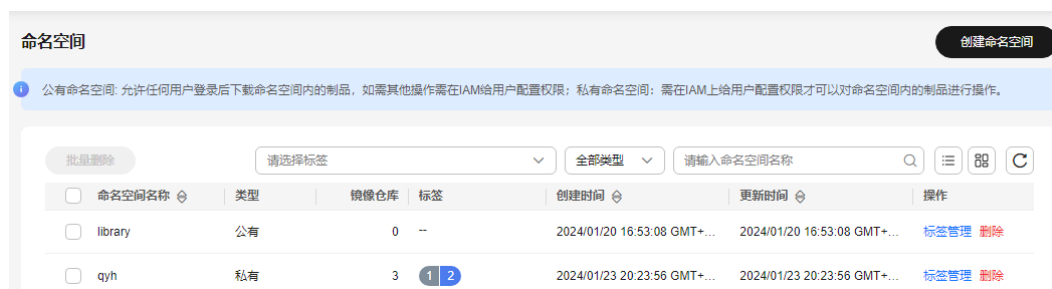 命名空间 创建命名空间
公有命名空间: 允许任何用户登录后下载命名空间内的制品，如需其他操作需在IAM给用户配置权限；私有命名空间：需在IAM上给用户配置权限才可以对命名空间内的制品进行操作。
批量删除 请选择标签 全部类型 请输入命名空间名称
命名空间名称 类型 镜像仓库 标签 创建时间 更新时间 操作
library 公有 0 -- 2024/01/20 16:53:08 GMT+... 2024/01/20 16:53:08 GMT+... 标签管理 删除
qyh 私有 3 1 2 2024/01/23 20:23:56 GMT+... 2024/01/23 20:23:56 GMT+... 标签管理 删除